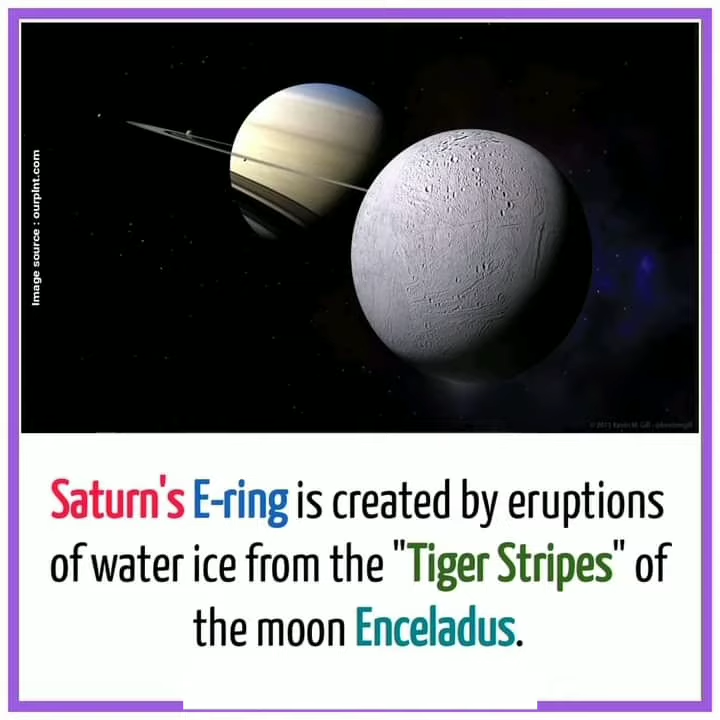 Image source : ourplnt.com
Saturn's E-ring is created by eruptions
of water ice from the "Tiger Stripes" of
the moon Enceladus.